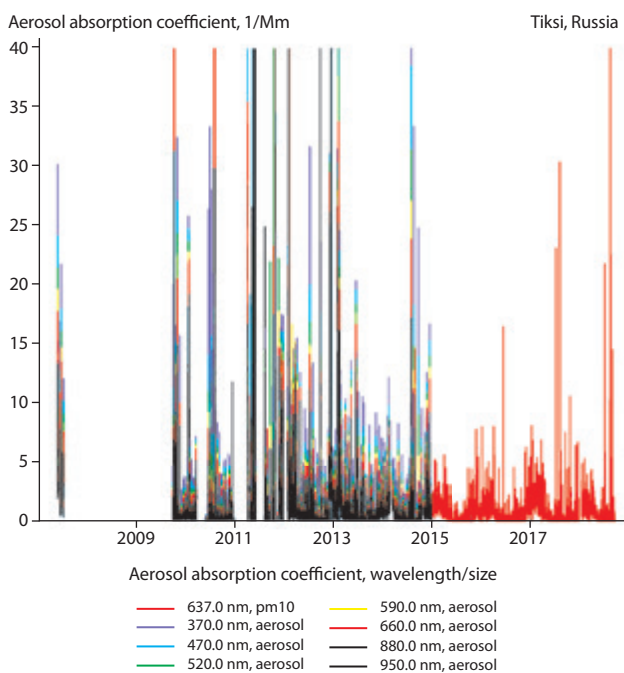 Aerosol absorption coefficient, 1/Mm
Tiksi, Russia
40
35
30
25
20
15
10
5
0
2009 2011 2013 2015 2017
Aerosol absorption coefficient, wavelength/size
637.0 nm, pm10
370.0 nm, aerosol
470.0 nm, aerosol
520.0 nm, aerosol
590.0 nm, aerosol
660.0 nm, aerosol
880.0 nm, aerosol
950.0 nm, aerosol